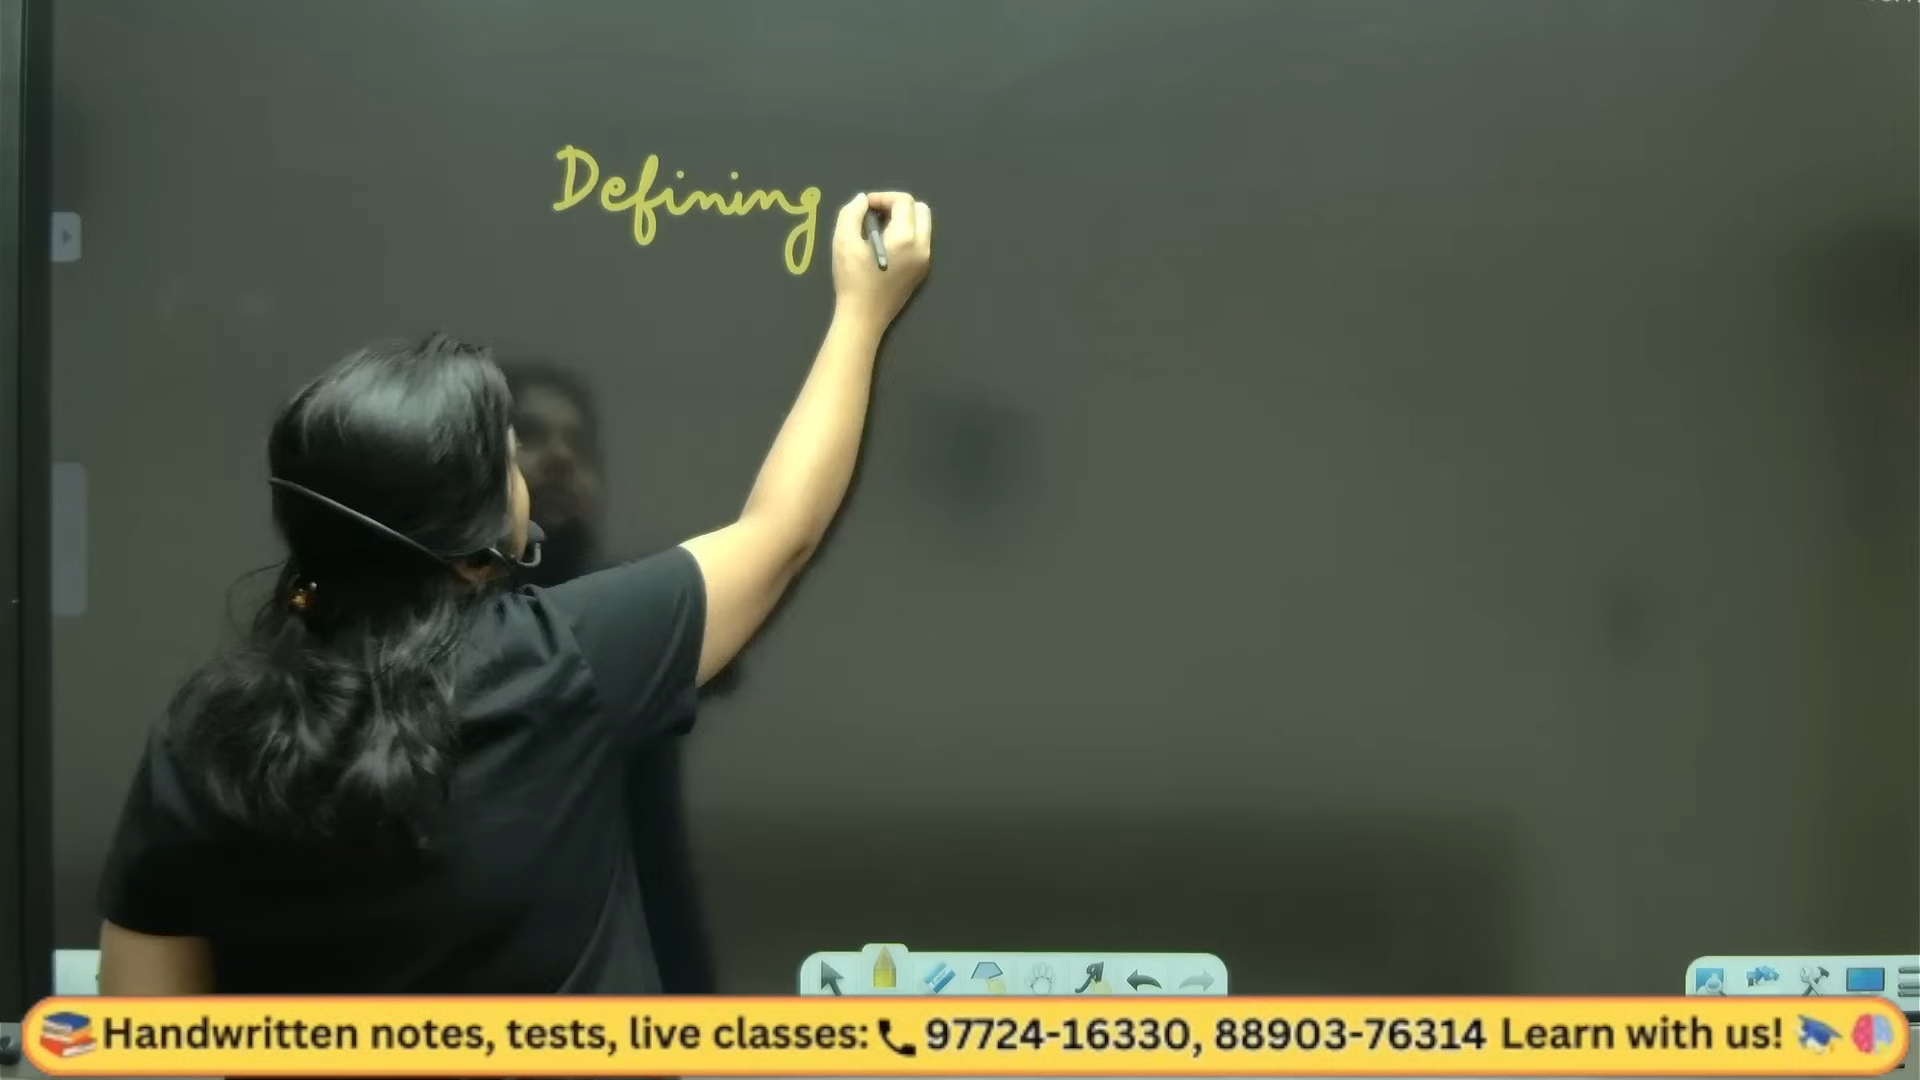 Defining
Handwritten notes, tests, live classes: 97724-16330, 88903-76314 Learn with us!